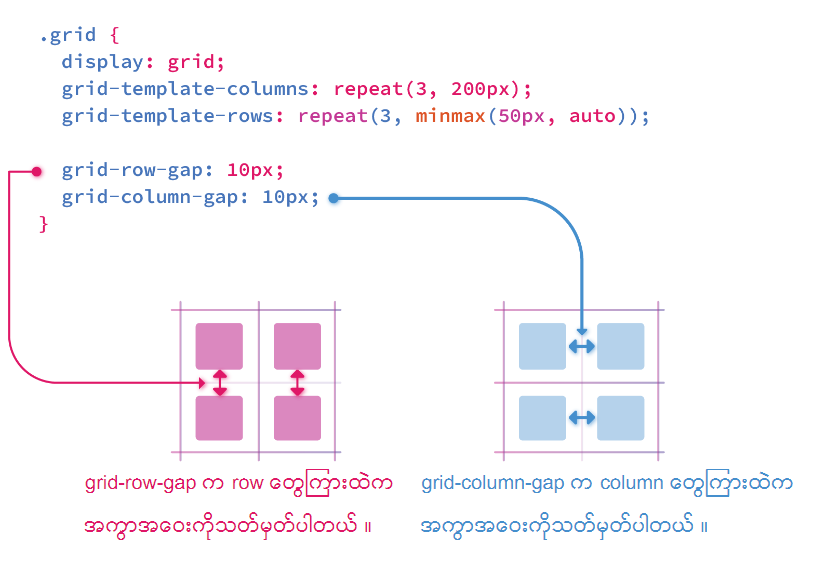 .grid {
display: grid;
grid-template-columns: repeat(3, 200px);
grid-template-rows: repeat(3, minmax(50px, auto));
grid-row-gap: 10px;
grid-column-gap: 10px;
}
grid-row-gap က row တွေကြားထဲက
အကွာအဝေးကိုသတ်မှတ်ပါတယ် ။
grid-column-gap က column တွေကြားထဲက
အကွာအဝေးကိုသတ်မှတ်ပါတယ် ။